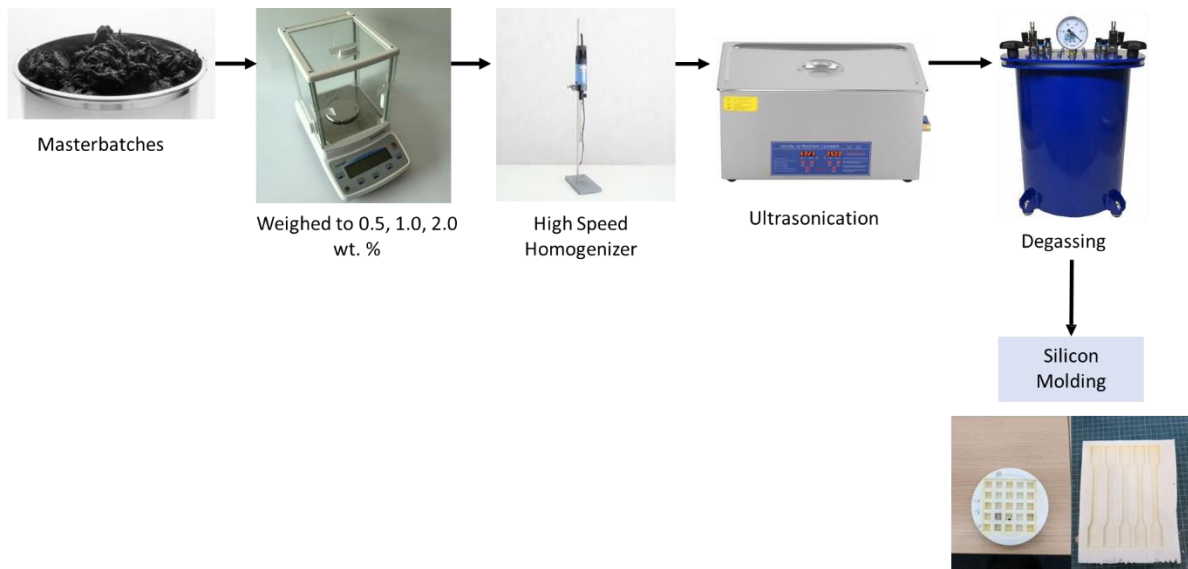 Masterbatches
Weighed to 0.5, 1.0, 2.0
wt. %
High Speed
Homogenizer
Ultrasonication
Degassing
Silicon
Molding